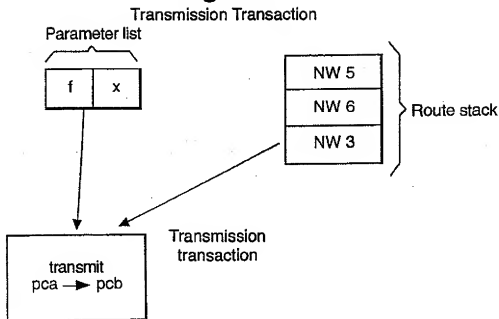 Transmission Transaction
Parameter list
f x
NW 5
NW 6
NW 3
Route stack
Transmission
transaction
transmit
pca → pcb